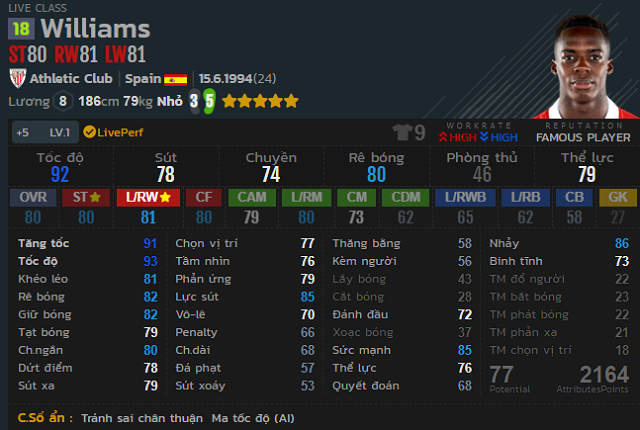 LIVE CLASS
18 Williams
ST80 RW81 LW81
Athletic Club | Spain | 15.6.1994(24)
Lương 8 186cm 79kg Nhỏ 3 5
+5 LV.1 LivePerf 9 WORKRATE HIGH HIGH REPUTATION FAMOUS PLAYER
Tốc độ Sút Chuyền Rê bóng Phòng thủ Thể lực
92 78 74 80 46 79
OVR ST L/RW CF CAM L/RM CM CDM L/RWB L/RB CB GK
80 80 81 80 79 80 73 62 65 62 58 27
Tăng tốc 91 Chọn vị trí 77 Thăng bằng 58 Nhảy 86
Tốc độ 93 Tầm nhìn 76 Kèm người 56 Bình tĩnh 73
Khéo léo 81 Phản ứng 79 Lấy bóng 43 TM đổ người 22
Rê bóng 82 Lực sút 85 Cắt bóng 28 TM bắt bóng 23
Giữ bóng 82 Vô-lê 70 Đánh đầu 72 TM phát bóng 22
Tạt bóng 79 Penalty 66 Xoạc bóng 37 TM phản xạ 21
Ch.ngắn 80 Ch.dài 68 Sức mạnh 85 TM chọn vị trí 18
Dứt điểm 78 Đá phạt 57 Thể lực 76 77 2164
Sút xa 79 Sút xoáy 53 Quyết đoán 68 Potential AttributesPoints
C.Số ẩn : Tránh sai chân thuận Ma tốc độ (AI)